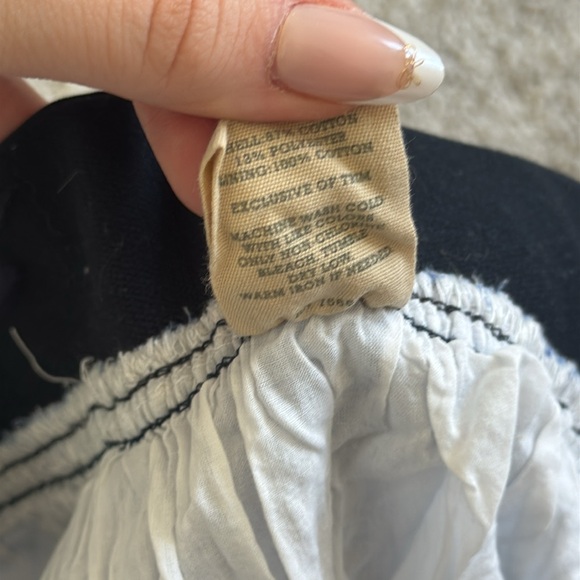 SHELL:87% COTTON
13% POLYESTER
LINING:100% COTTON
EXCLUSIVE OF TRIM
MACHINE WASH COLD
WITH LIKE COLORS
ONLY NON-CHLORINE
BLEACH, TUMBLE
DRY LOW
WARM IRON IF NEEDED